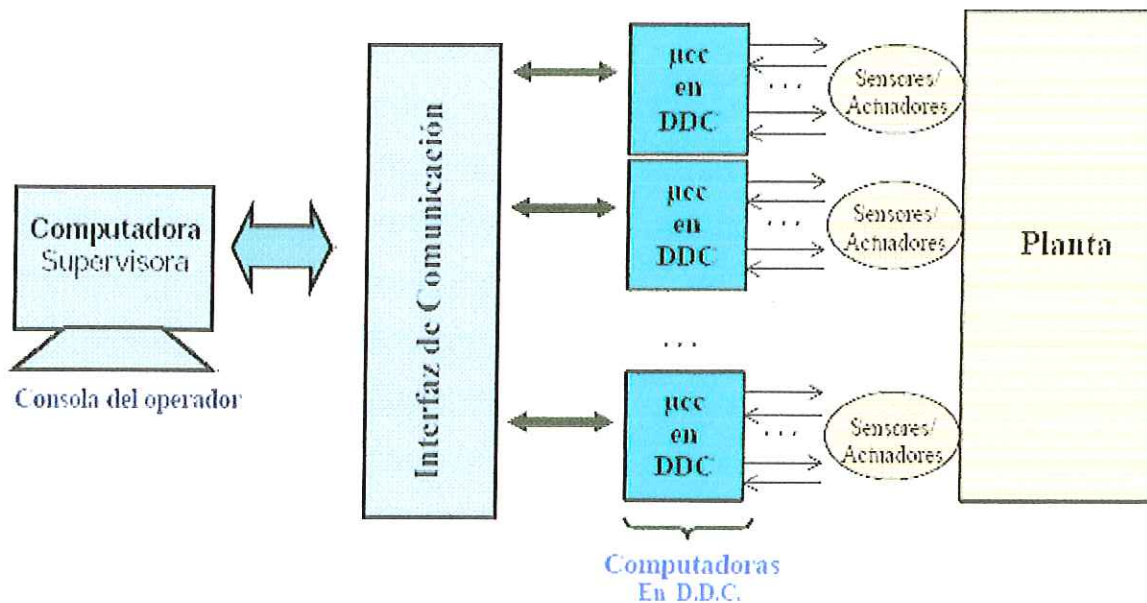 Computadora
Supervisora
Consola del operador
Interfaz de Comunicación
µcc
en
DDC
. . .
Sensores/
Actuadores
µcc
en
DDC
. . .
Sensores/
Actuadores
. . .
µcc
en
DDC
. . .
Sensores/
Actuadores
Planta
Computadoras
En D.D.C.